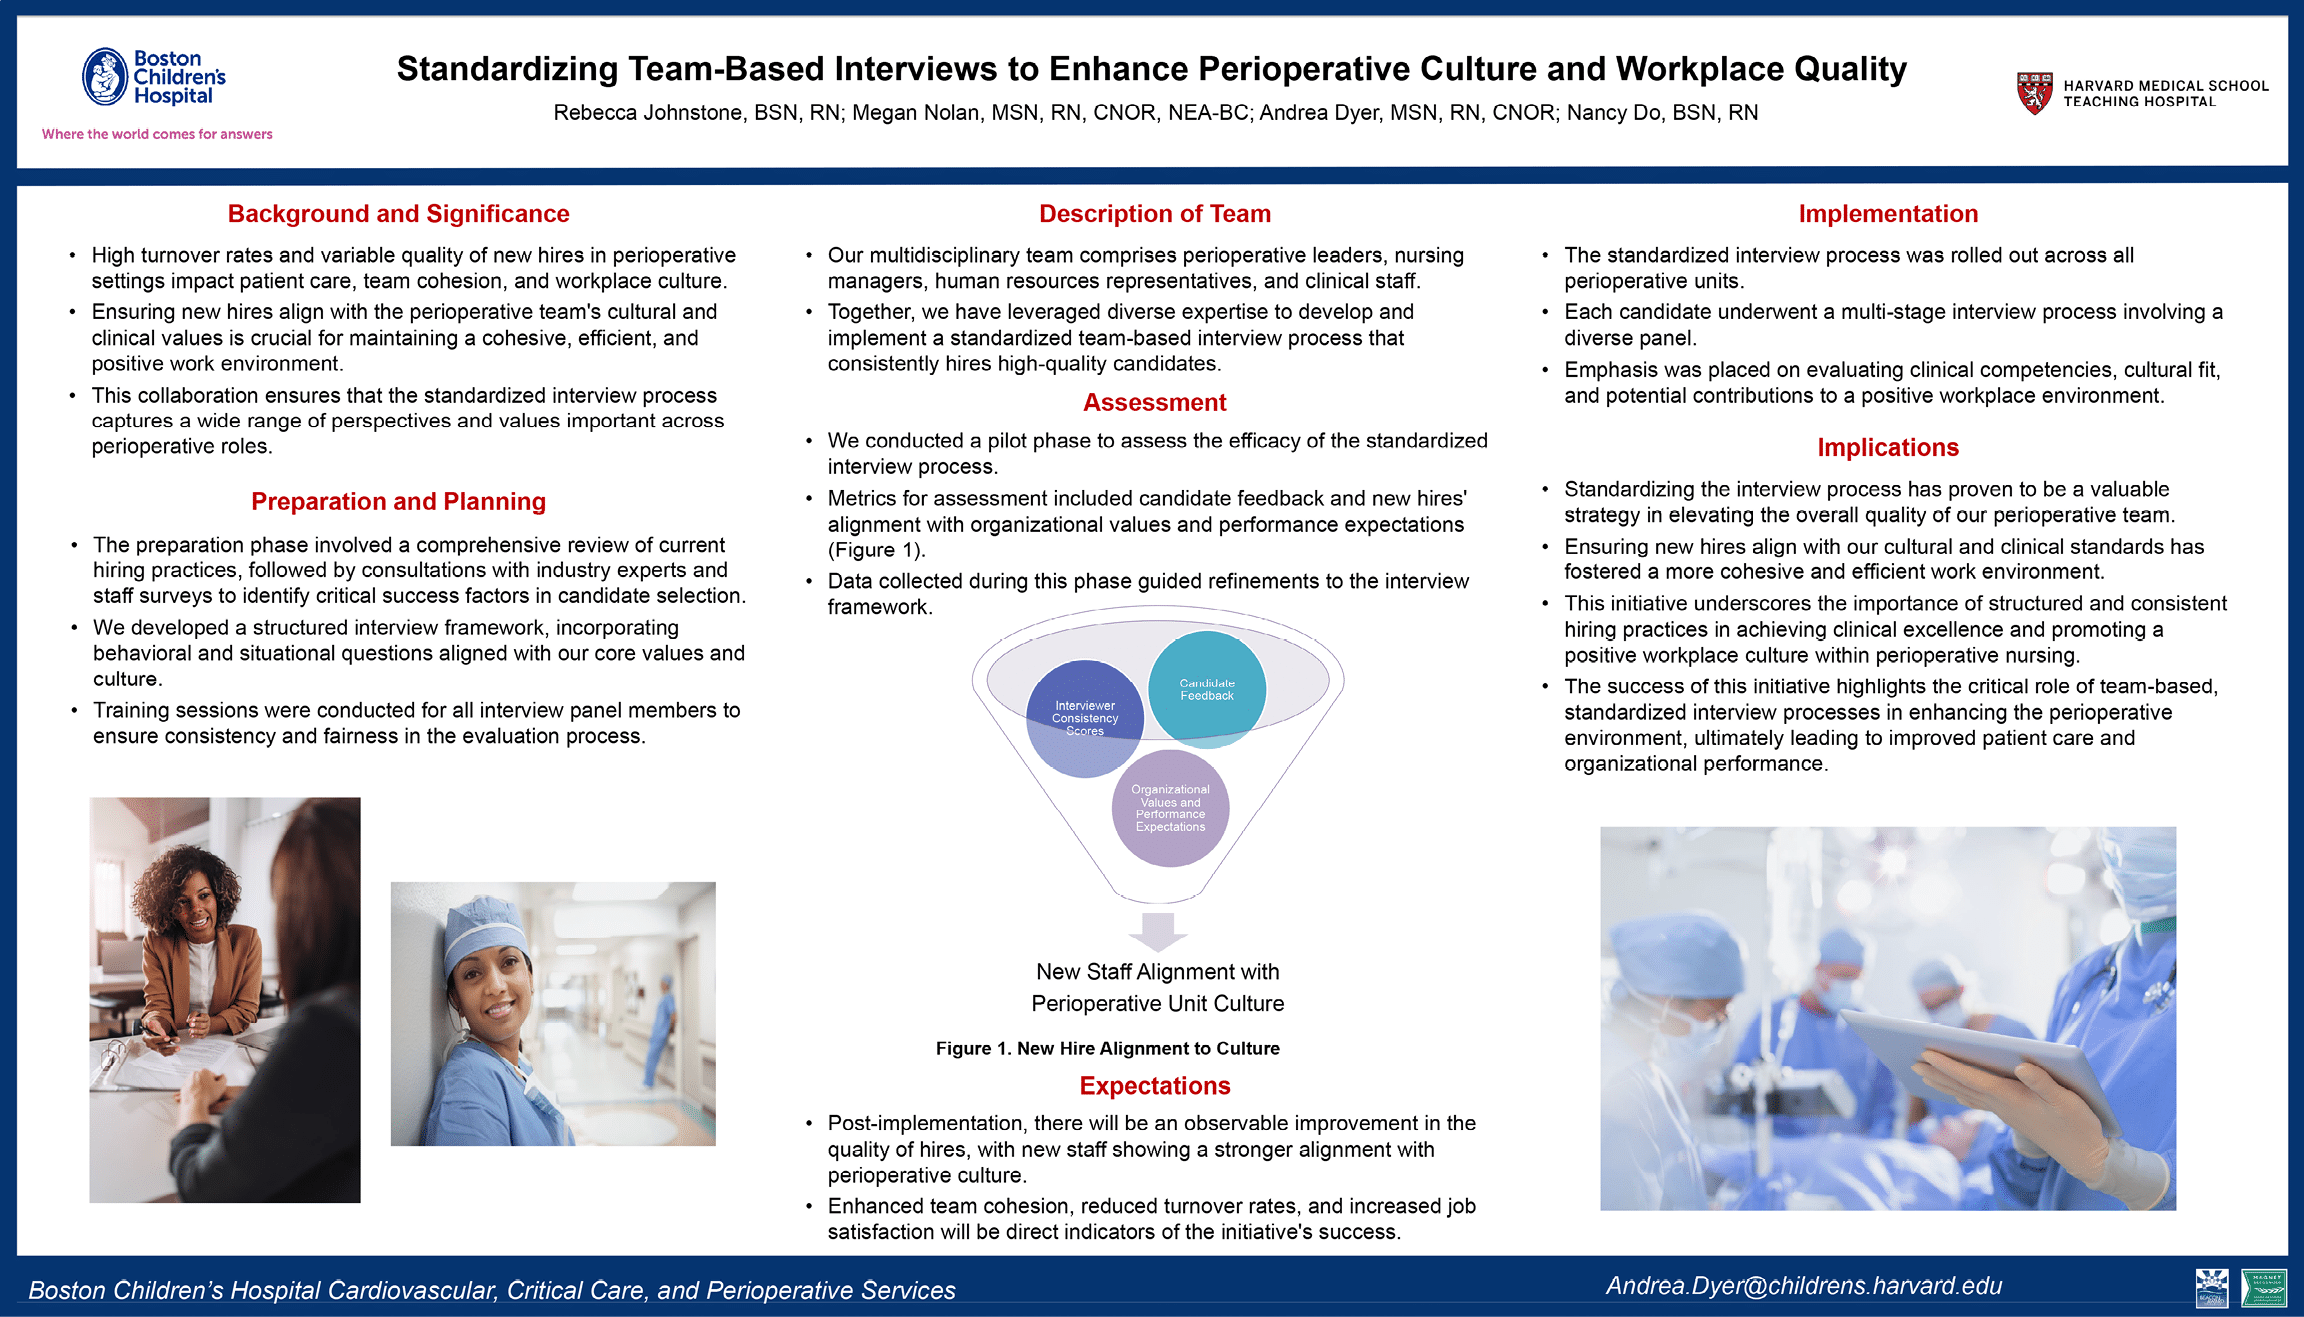 Boston
Children's
Hospital
Where the world comes for answers
Standardizing Team-Based Interviews to Enhance Perioperative Culture and Workplace Quality
Rebecca Johnstone, BSN, RN; Megan Nolan, MSN, RN, CNOR, NEA-BC; Andrea Dyer, MSN, RN, CNOR; Nancy Do, BSN, RN
HARVARD MEDICAL SCHOOL
TEACHING HOSPITAL
Background and Significance
• High turnover rates and variable quality of new hires in perioperative
settings impact patient care, team cohesion, and workplace culture.
• Ensuring new hires align with the perioperative team's cultural and
clinical values is crucial for maintaining a cohesive, efficient, and
positive work environment.
• This collaboration ensures that the standardized interview process
captures a wide range of perspectives and values important across
perioperative roles.
Preparation and Planning
• The preparation phase involved a comprehensive review of current
hiring practices, followed by consultations with industry experts and
staff surveys to identify critical success factors in candidate selection.
• We developed a structured interview framework, incorporating
behavioral and situational questions aligned with our core values and
culture.
• Training sessions were conducted for all interview panel members to
ensure consistency and fairness in the evaluation process.
Description of Team
• Our multidisciplinary team comprises perioperative leaders, nursing
managers, human resources representatives, and clinical staff.
• Together, we have leveraged diverse expertise to develop and
implement a standardized team-based interview process that
consistently hires high-quality candidates.
Assessment
• We conducted a pilot phase to assess the efficacy of the standardized
interview process.
• Metrics for assessment included candidate feedback and new hires'
alignment with organizational values and performance expectations
(Figure 1).
• Data collected during this phase guided refinements to the interview
framework.
Candidate
Feedback
Interviewer
Consistency
Scores
Organizational
Values and
Performance
Expectations
New Staff Alignment with
Perioperative Unit Culture
Figure 1. New Hire Alignment to Culture
Expectations
• Post-implementation, there will be an observable improvement in the
quality of hires, with new staff showing a stronger alignment with
perioperative culture.
• Enhanced team cohesion, reduced turnover rates, and increased job
satisfaction will be direct indicators of the initiative's success.
Implementation
• The standardized interview process was rolled out across all
perioperative units.
• Each candidate underwent a multi-stage interview process involving a
diverse panel.
• Emphasis was placed on evaluating clinical competencies, cultural fit,
and potential contributions to a positive workplace environment.
Implications
• Standardizing the interview process has proven to be a valuable
strategy in elevating the overall quality of our perioperative team.
• Ensuring new hires align with our cultural and clinical standards has
fostered a more cohesive and efficient work environment.
• This initiative underscores the importance of structured and consistent
hiring practices in achieving clinical excellence and promoting a
positive workplace culture within perioperative nursing.
• The success of this initiative highlights the critical role of team-based,
standardized interview processes in enhancing the perioperative
environment, ultimately leading to improved patient care and
organizational performance.
Boston Children's Hospital Cardiovascular, Critical Care, and Perioperative Services
Andrea.Dyer@childrens.harvard.edu
BEACON
MAGNET